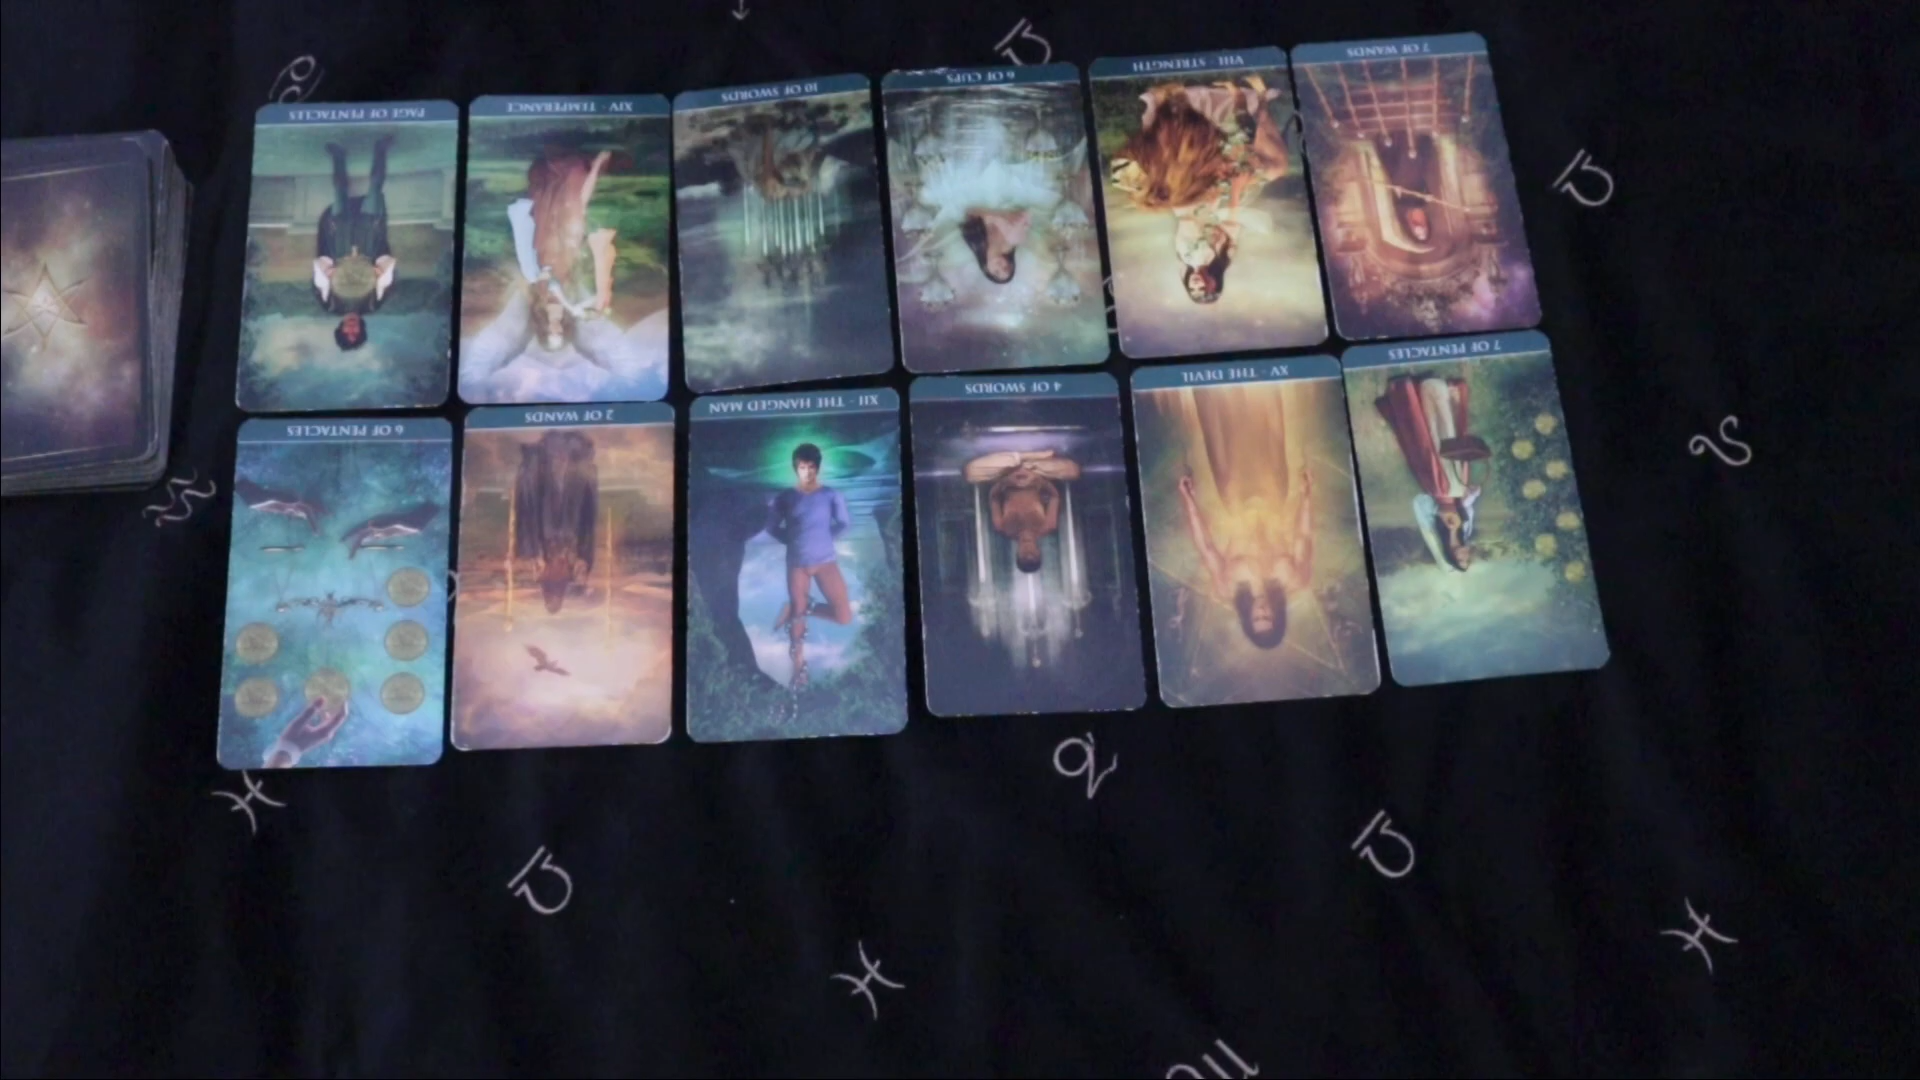 PAGE OF PENTACLES
XIV - TEMPERANCE
10 OF SWORDS
6 OF CUPS
VIII - STRENGTH
7 OF WANDS
6 OF PENTACLES
2 OF WANDS
XII - THE HANGED MAN
4 OF SWORDS
XV - THE DEVIL
7 OF PENTACLES